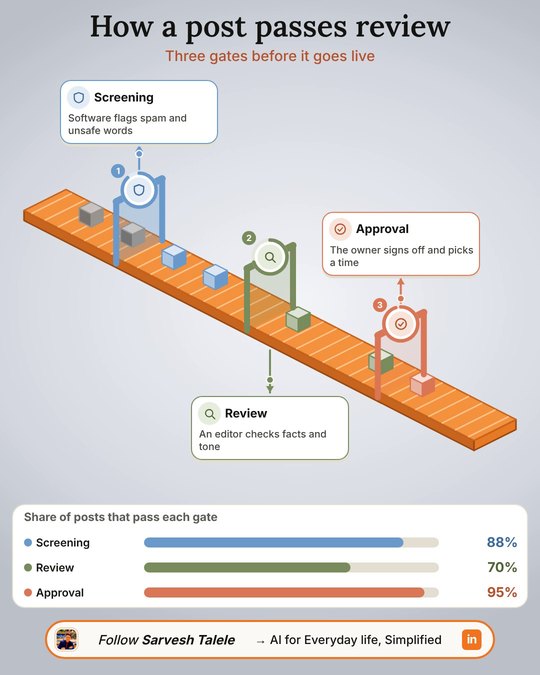 How a post passes review
Three gates before it goes live
Screening
Software flags spam and
unsafe words
1
2
Approval
The owner signs off and picks
a time
3
Review
An editor checks facts and
tone
Share of posts that pass each gate
Screening 88%
Review 70%
Approval 95%
Follow Sarvesh Talele → AI for Everyday life, Simplified in